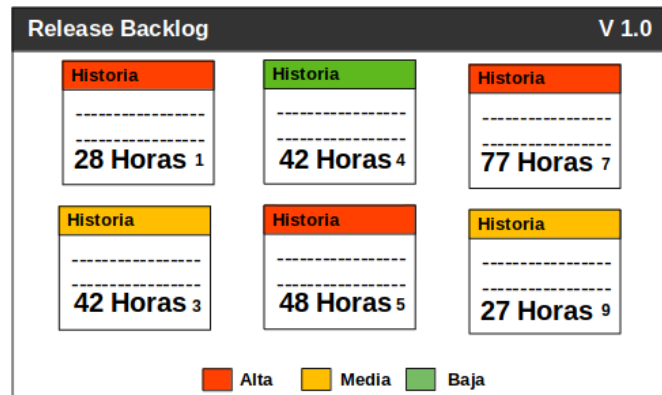 Release Backlog V 1.0
Historia
28 Horas 1
Historia
42 Horas 4
Historia
77 Horas 7
Historia
42 Horas 3
Historia
48 Horas 5
Historia
27 Horas 9
Alta Media Baja